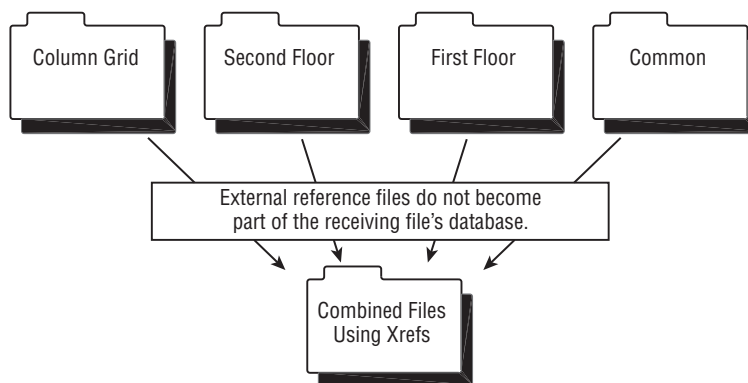 Column Grid
Second Floor
First Floor
Common
External reference files do not become
part of the receiving file's database.
Combined Files
Using Xrefs